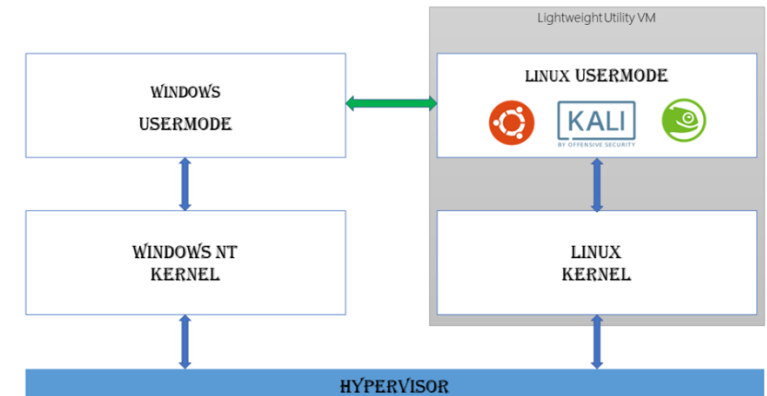 Lightweight Utility VM
WINDOWS
USERMODE
LINUX USERMODE
KALI
BY OFFENSIVE SECURITY
WINDOWS NT
KERNEL
LINUX
KERNEL
HYPERVISOR